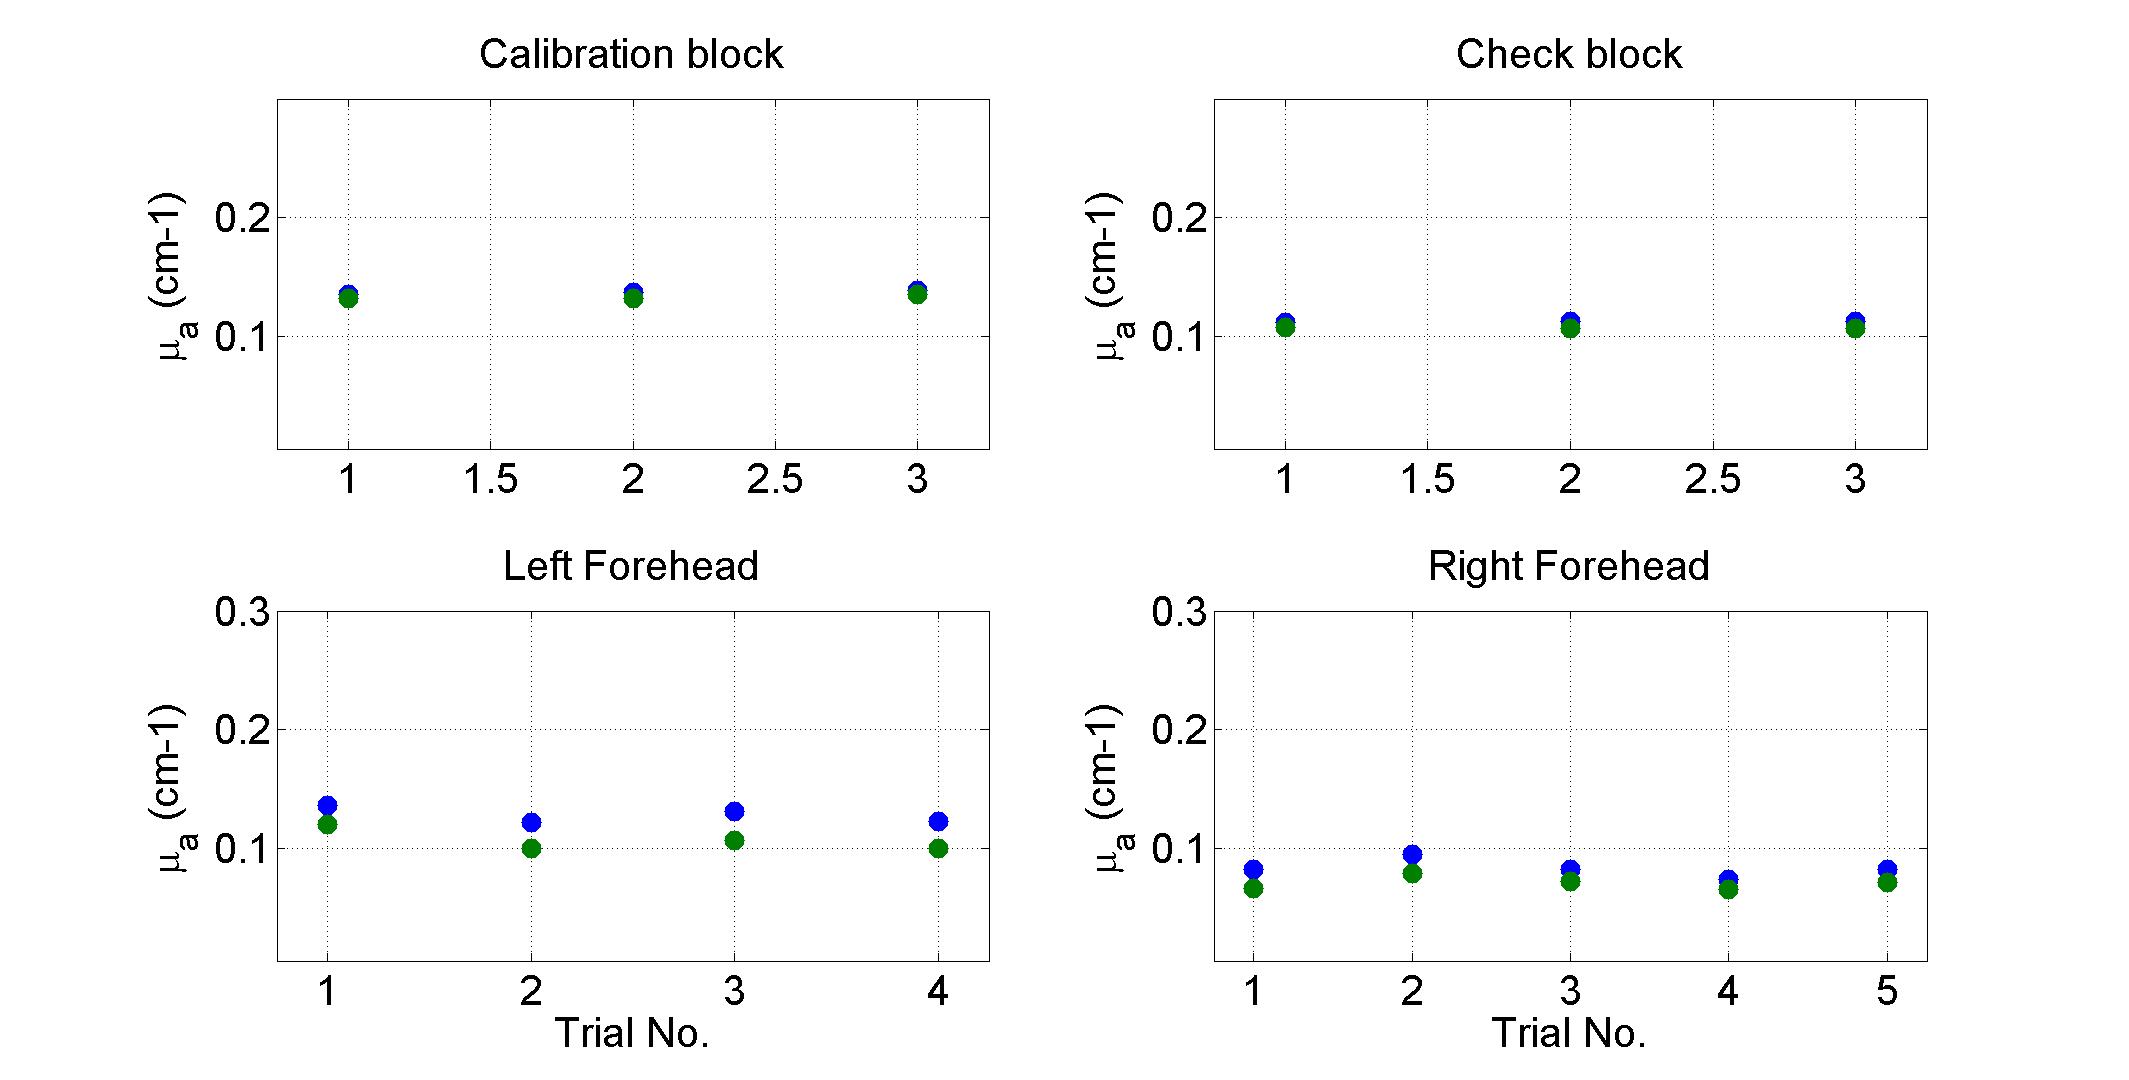 Calibration block
Check block
μa (cm-1)
0.2
0.1
1 1.5 2 2.5 3
μa (cm-1)
0.2
0.1
1 1.5 2 2.5 3
Left Forehead
Right Forehead
μa (cm-1)
0.3
0.2
0.1
1 2 3 4
Trial No.
μa (cm-1)
0.3
0.2
0.1
1 2 3 4 5
Trial No.